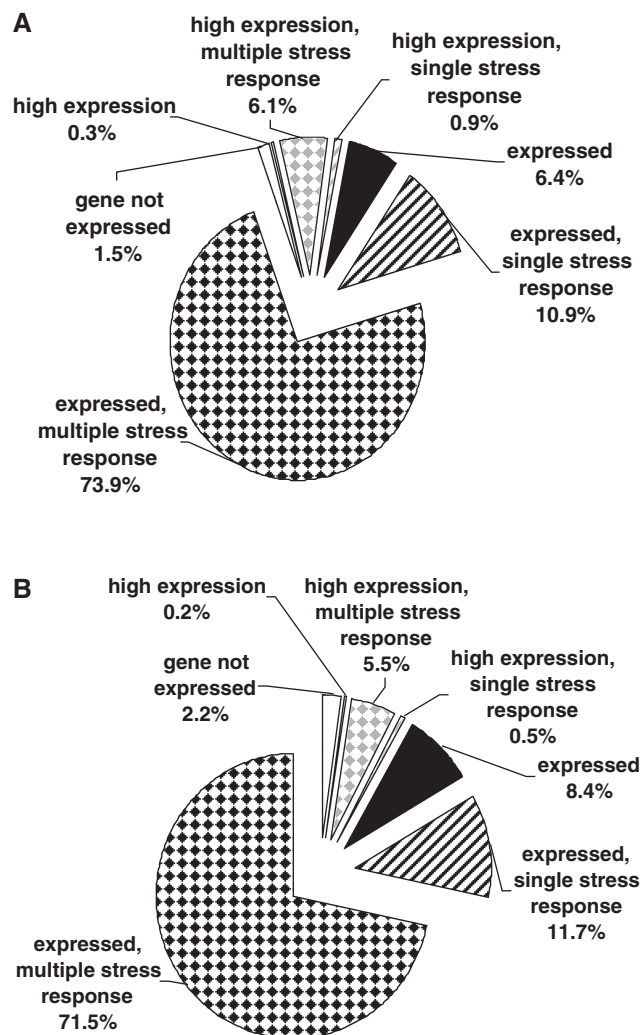 A
high expression,
multiple stress
response
6.1%
high expression,
single stress
response
0.9%
high expression
0.3%
expressed
6.4%
gene not
expressed
1.5%
expressed,
single stress
response
10.9%
expressed,
multiple stress
response
73.9%
B
high expression
0.2%
high expression,
multiple stress
response
5.5%
gene not
expressed
2.2%
high expression,
single stress
response
0.5%
expressed
8.4%
expressed,
single stress
response
11.7%
expressed,
multiple stress
response
71.5%